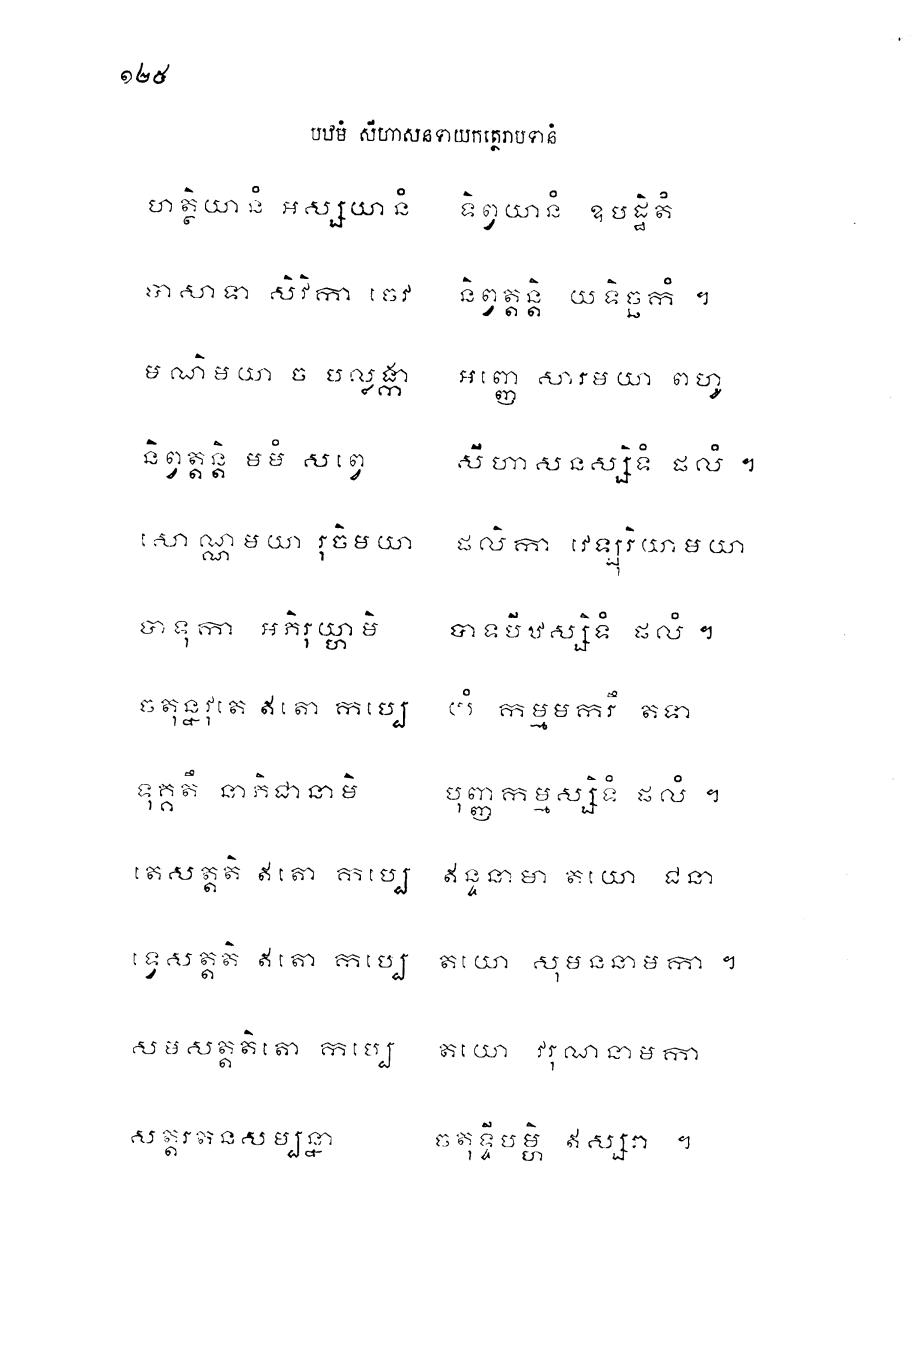 ១២៥
បឋមំ សីហាសនទាយកត្ថេរាបទានំ
ហត្ថិយានំ អស្សយានំ ទិព្វយានំ ឧបដ្ឋិតំ
បាសាទា សិវិកា ចេវ និព្វត្តន្តិ យទិច្ឆកំ ។
មណិមយា ច បល្លង្កា អញ្ញេ សារមយា ពហូ
និព្វត្តន្តិ មមំ សព្វេ សីហាសនស្សិទំ ផលំ ។
សោណ្ណមយា រុចិមយា ផលិកា វេឡុរិយាមយា
បាទុកា អភិរុយ្ហាមិ បាទបីឋស្សិទំ ផលំ ។
ចតុន្នវុតេ ឥតោ កប្បេ យំ កម្មមករឹ តទា
ទុគ្គតឹ នាភិជានាមិ បុញ្ញកម្មស្សិទំ ផលំ ។
តេសត្តតិ ឥតោ កប្បេ ឥន្ទនាមា តយោ ជនា
ទ្វេសត្តតិ ឥតោ កប្បេ តយោ សុមននាមកា ។
សមសត្តតិតោ កប្បេ តយោ វរុណនាមកា
សត្តរតនសម្បន្នា ចតុទ្ទីបម្ហិ ឥស្សរា ។